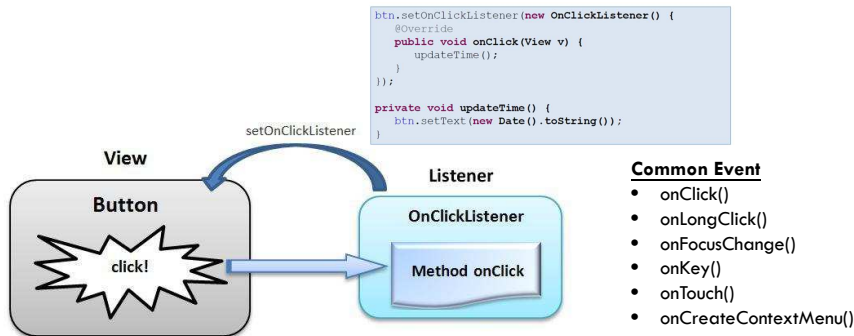 btn.setOnClickListener(new OnClickListener() {
@Override
public void onClick(View v) {
updateTime();
}
});
private void updateTime() {
btn.setText(new Date().toString());
}
setOnClickListener
View
Button
click!
Listener
OnClickListener
Method onClick
Common Event
• onClick()
• onLongClick()
• onFocusChange()
• onKey()
• onTouch()
• onCreateContextMenu()